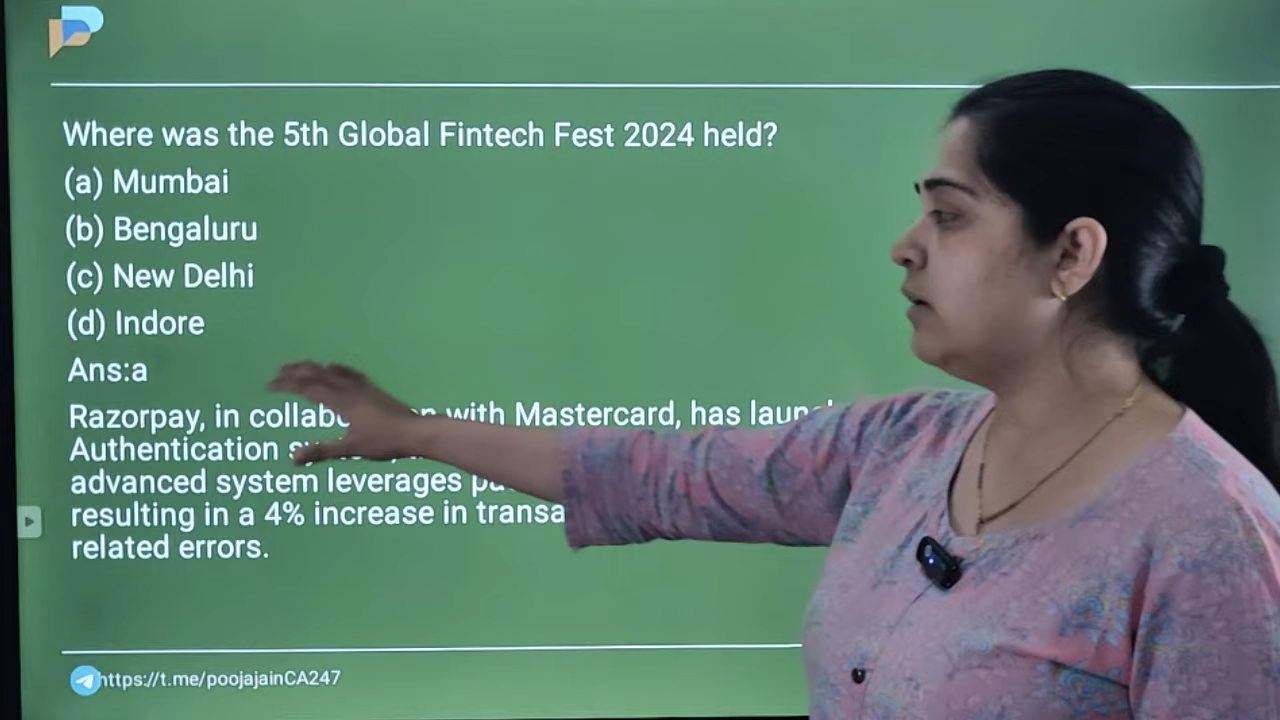 Where was the 5th Global Fintech Fest 2024 held?
(a) Mumbai
(b) Bengaluru
(c) New Delhi
(d) Indore
Ans:a
Razorpay, in with Mastercard, has
Authentication
advanced system leverages
resulting in a 4% increase in
related errors.
https://t.me/poojajainCA247